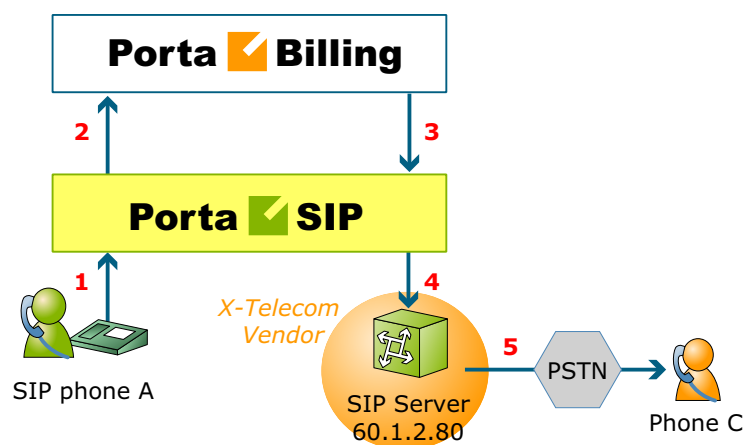 Porta Billing
2
3
Porta SIP
1
4
X-Telecom
Vendor
5
PSTN
SIP phone A
SIP Server
60.1.2.80
Phone C